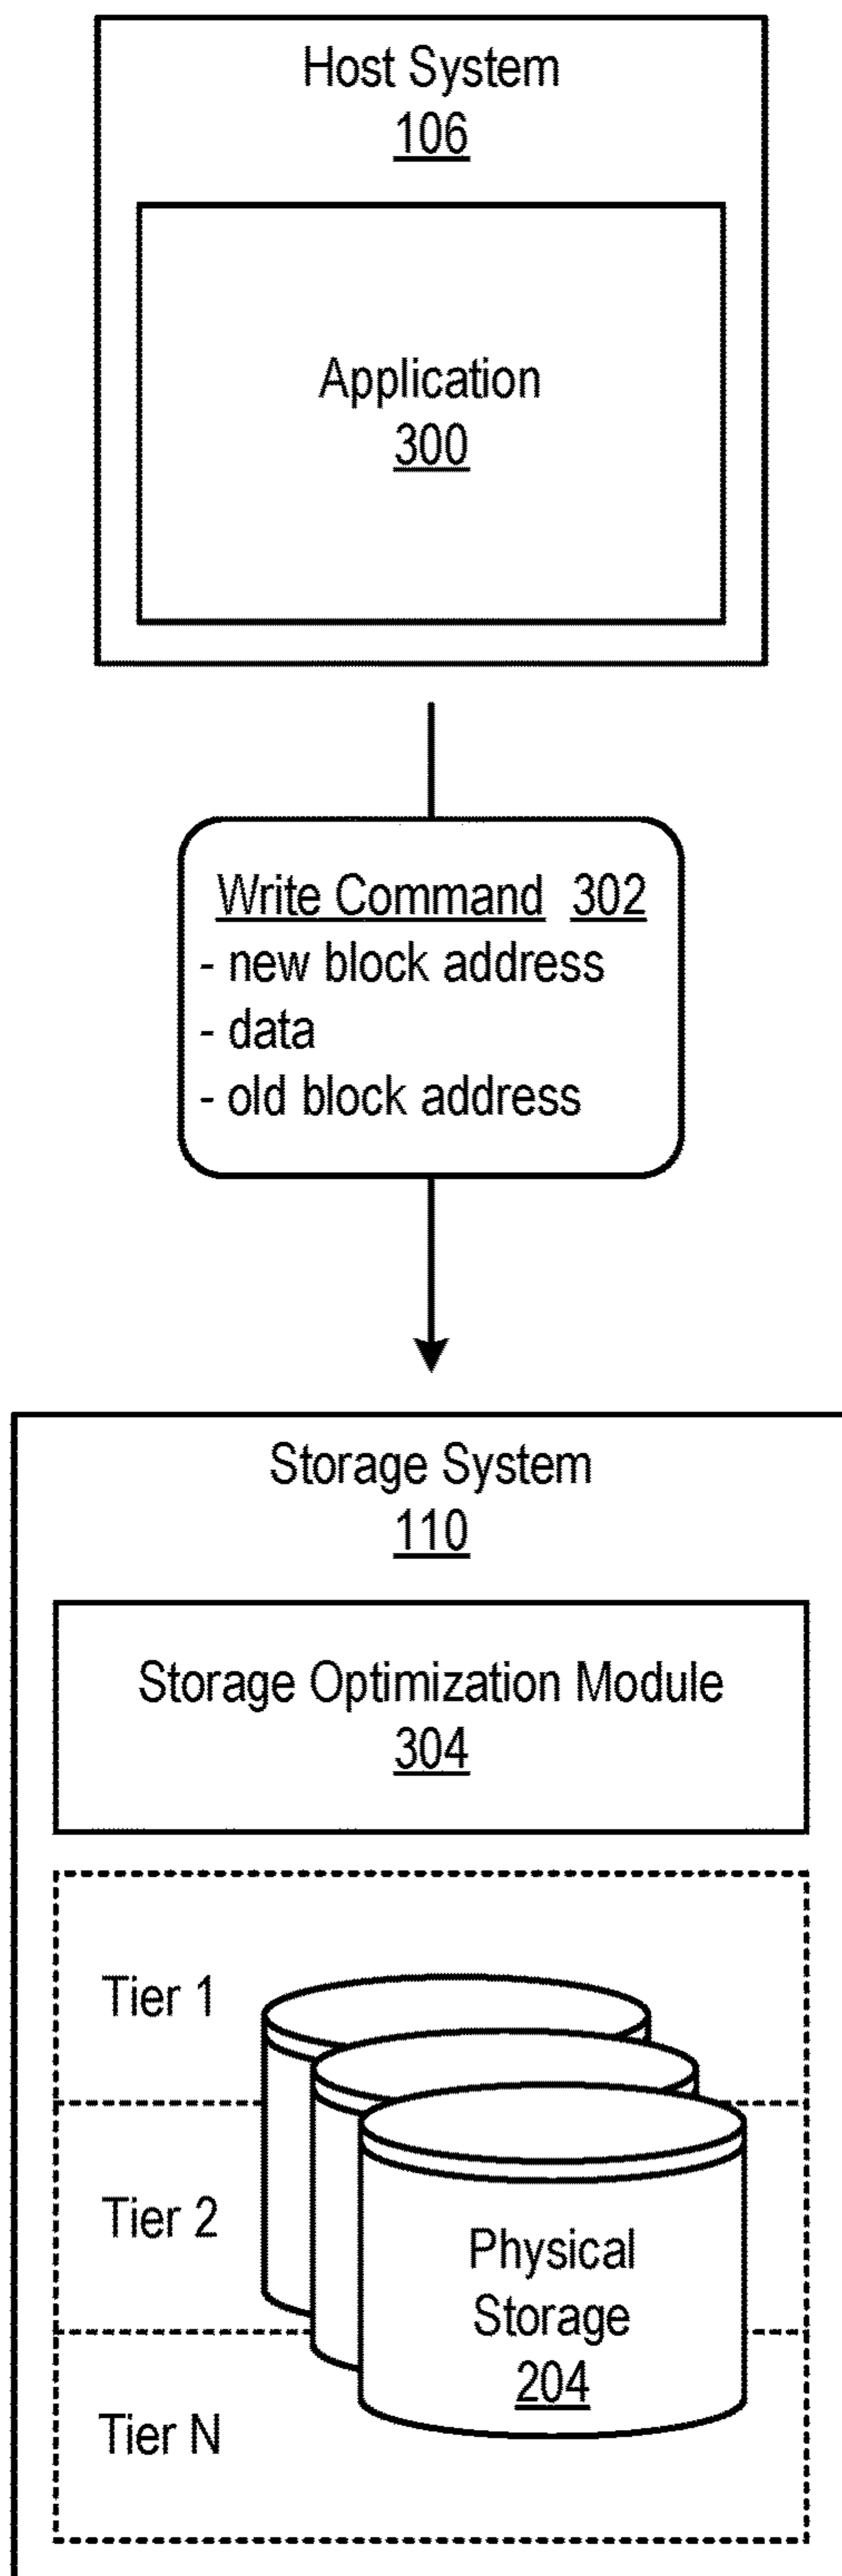 Host System
106
Application
300
Write Command 302
- new block address
- data
- old block address
Storage System
110
Storage Optimization Module
304
Tier 1
Tier 2
Physical
Storage
204
Tier N